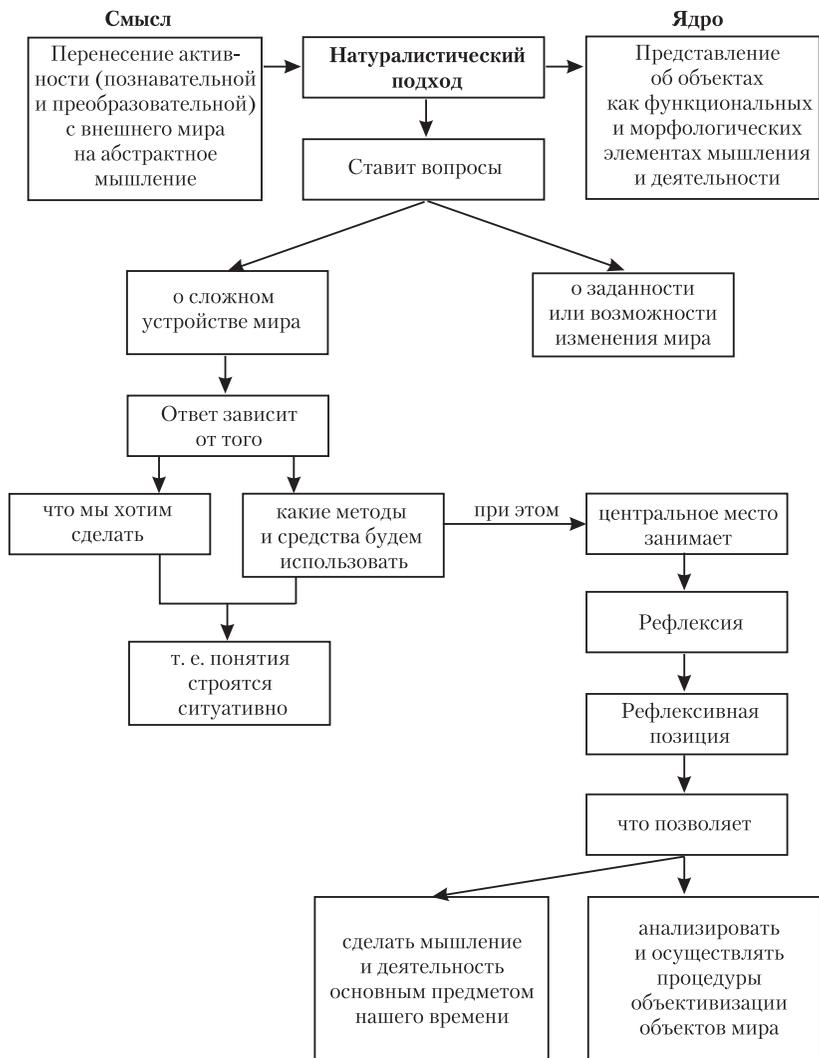 Смысл
Ядро
Перенесение актив-
ности (познавательной
и преобразовательной)
с внешнего мира
на абстрактное
мышление
Натуралистический
подход
Представление
об объектах
как функциональных
и морфологических
элементах мышления
и деятельности
Ставит вопросы
о сложном
устройстве мира
о заданности
или возможности
изменения мира
Ответ зависит
от того
что мы хотим
сделать
какие методы
и средства будем
использовать
при этом
центральное место
занимает
Рефлексия
т. е. понятия
строятся
ситуативно
Рефлексивная
позиция
что позволяет
сделать мышление
и деятельность
основным предметом
нашего времени
анализировать
и осуществлять
процедуры
объективизации
объектов мира